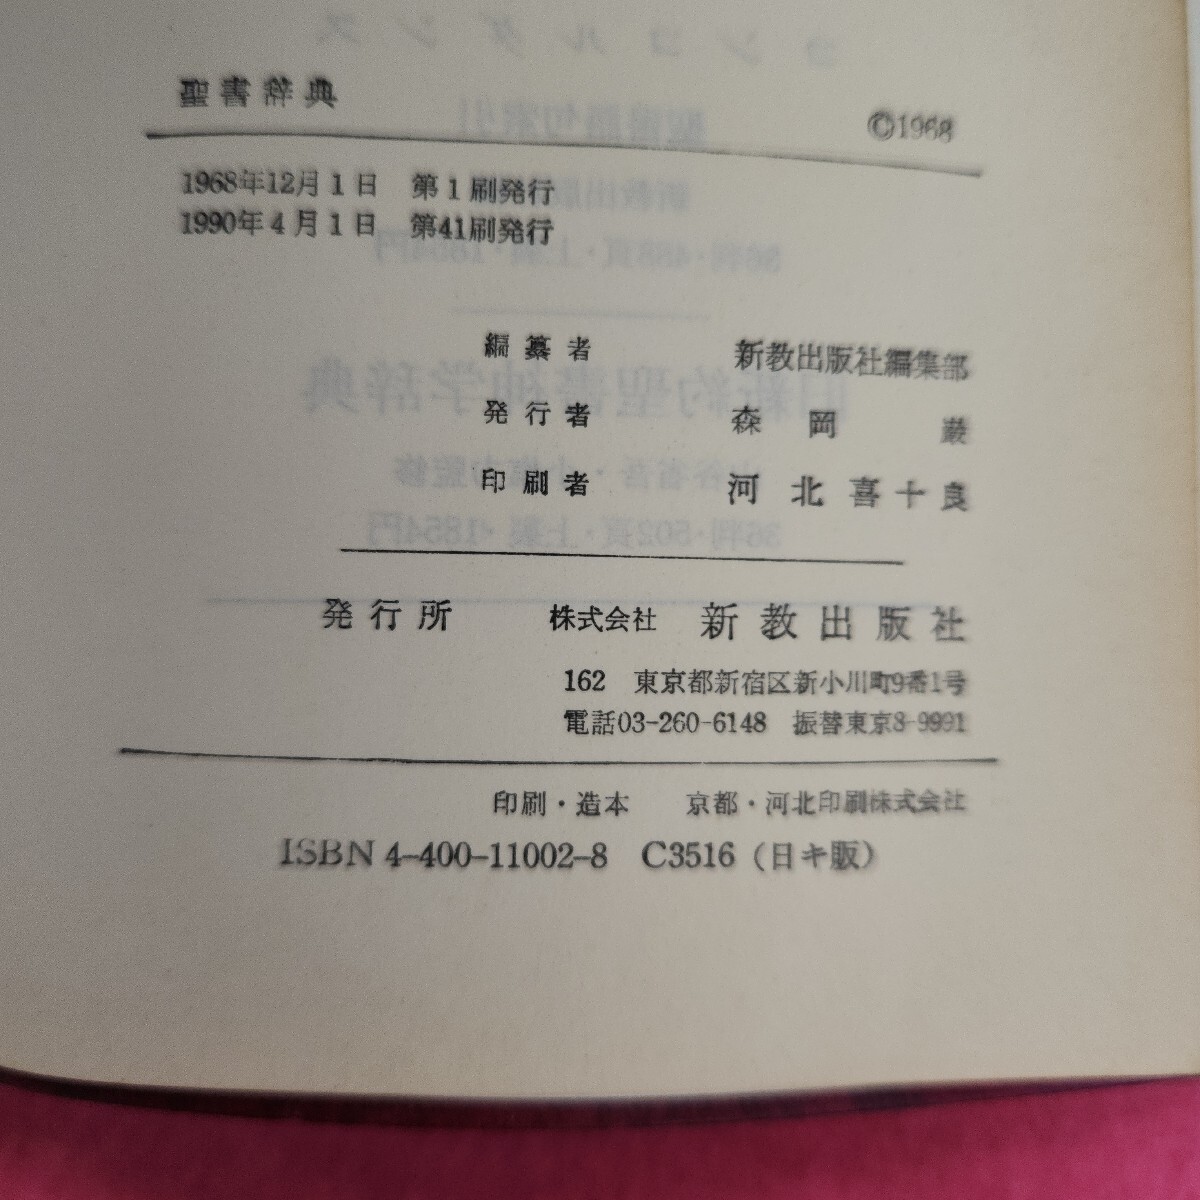 聖書辞典
©1968
1968年12月1日 第1刷発行
1990年4月1日 第41刷発行
編纂者 新教出版社編集部
発行者 森岡 巌
印刷者 河北喜十良
発行所 株式会社 新教出版社
162 東京都新宿区新小川町9番1号
電話03-260-6148 振替東京8-9991
印刷・造本 京都・河北印刷株式会社
ISBN 4-400-11002-8 C3516（日キ販）